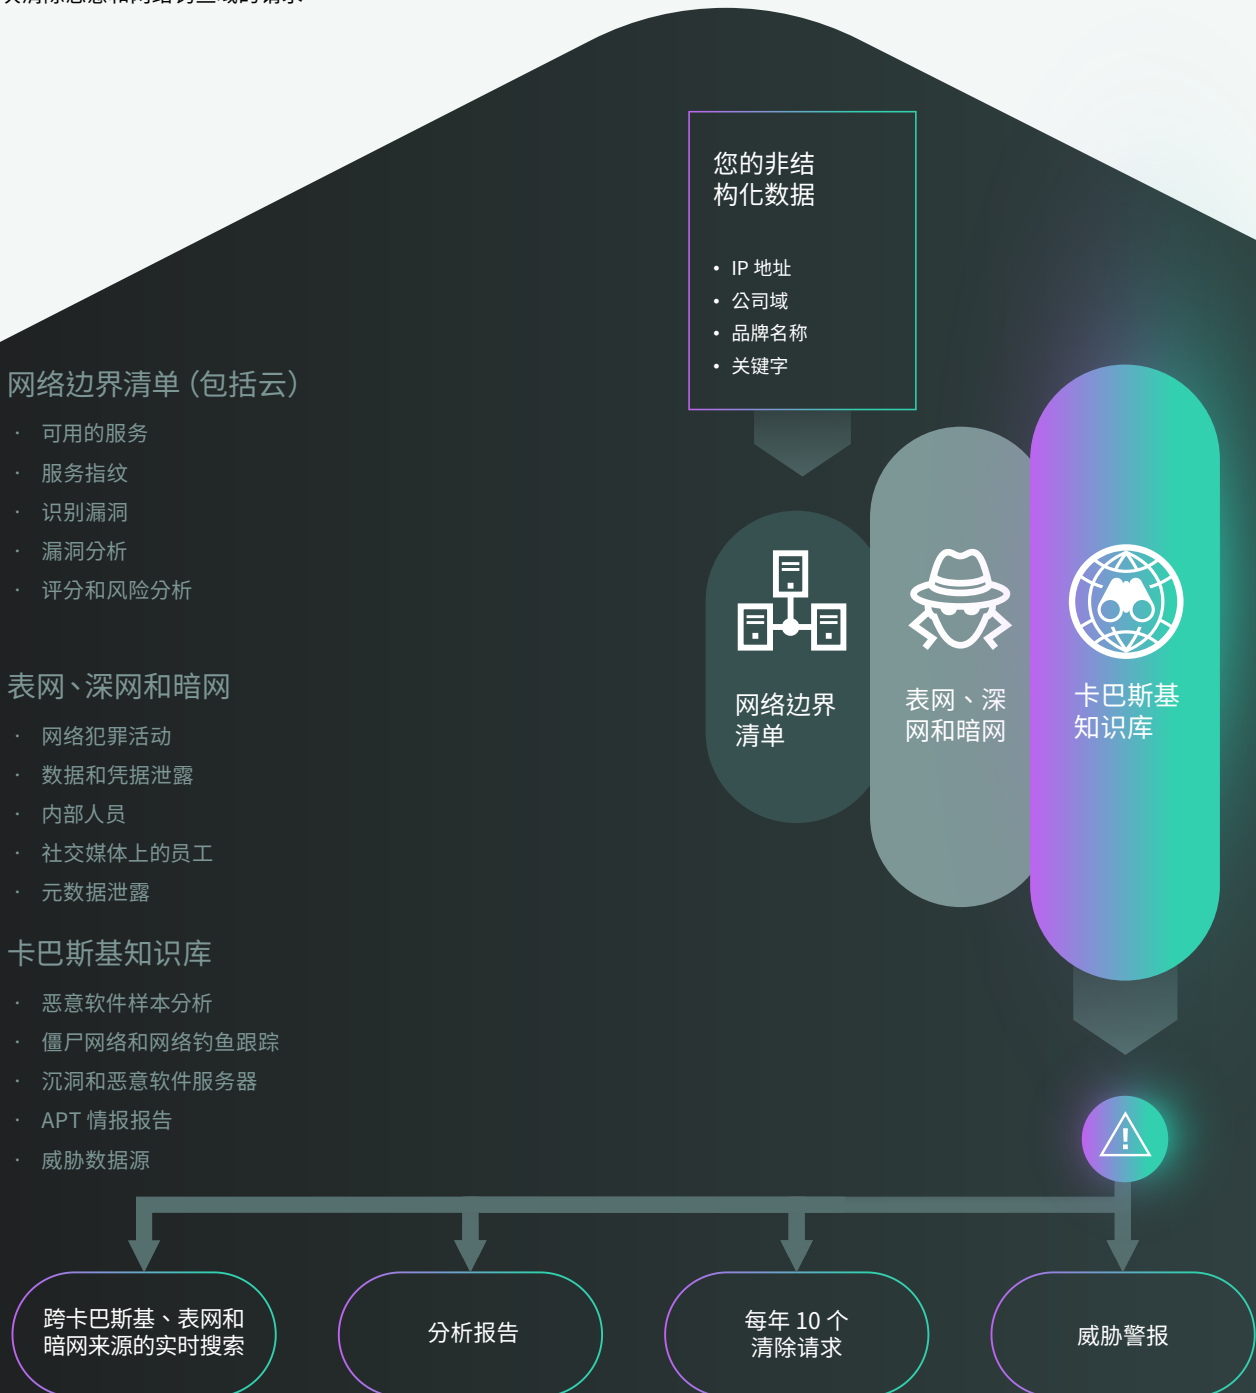 您的非结
构化数据
• IP 地址
• 公司域
• 品牌名称
• 关键字
网络边界清单（包括云）
· 可用的服务
· 服务指纹
· 识别漏洞
· 漏洞分析
· 评分和风险分析
表网、深网和暗网
· 网络犯罪活动
· 数据和凭据泄露
· 内部人员
· 社交媒体上的员工
· 元数据泄露
卡巴斯基知识库
· 恶意软件样本分析
· 僵尸网络和网络钓鱼跟踪
· 沉洞和恶意软件服务器
· APT 情报报告
· 威胁数据源
网络边界
清单
表网、深
网和暗网
卡巴斯基
知识库
跨卡巴斯基、表网和
暗网来源的实时搜索
分析报告
每年 10 个
清除请求
威胁警报